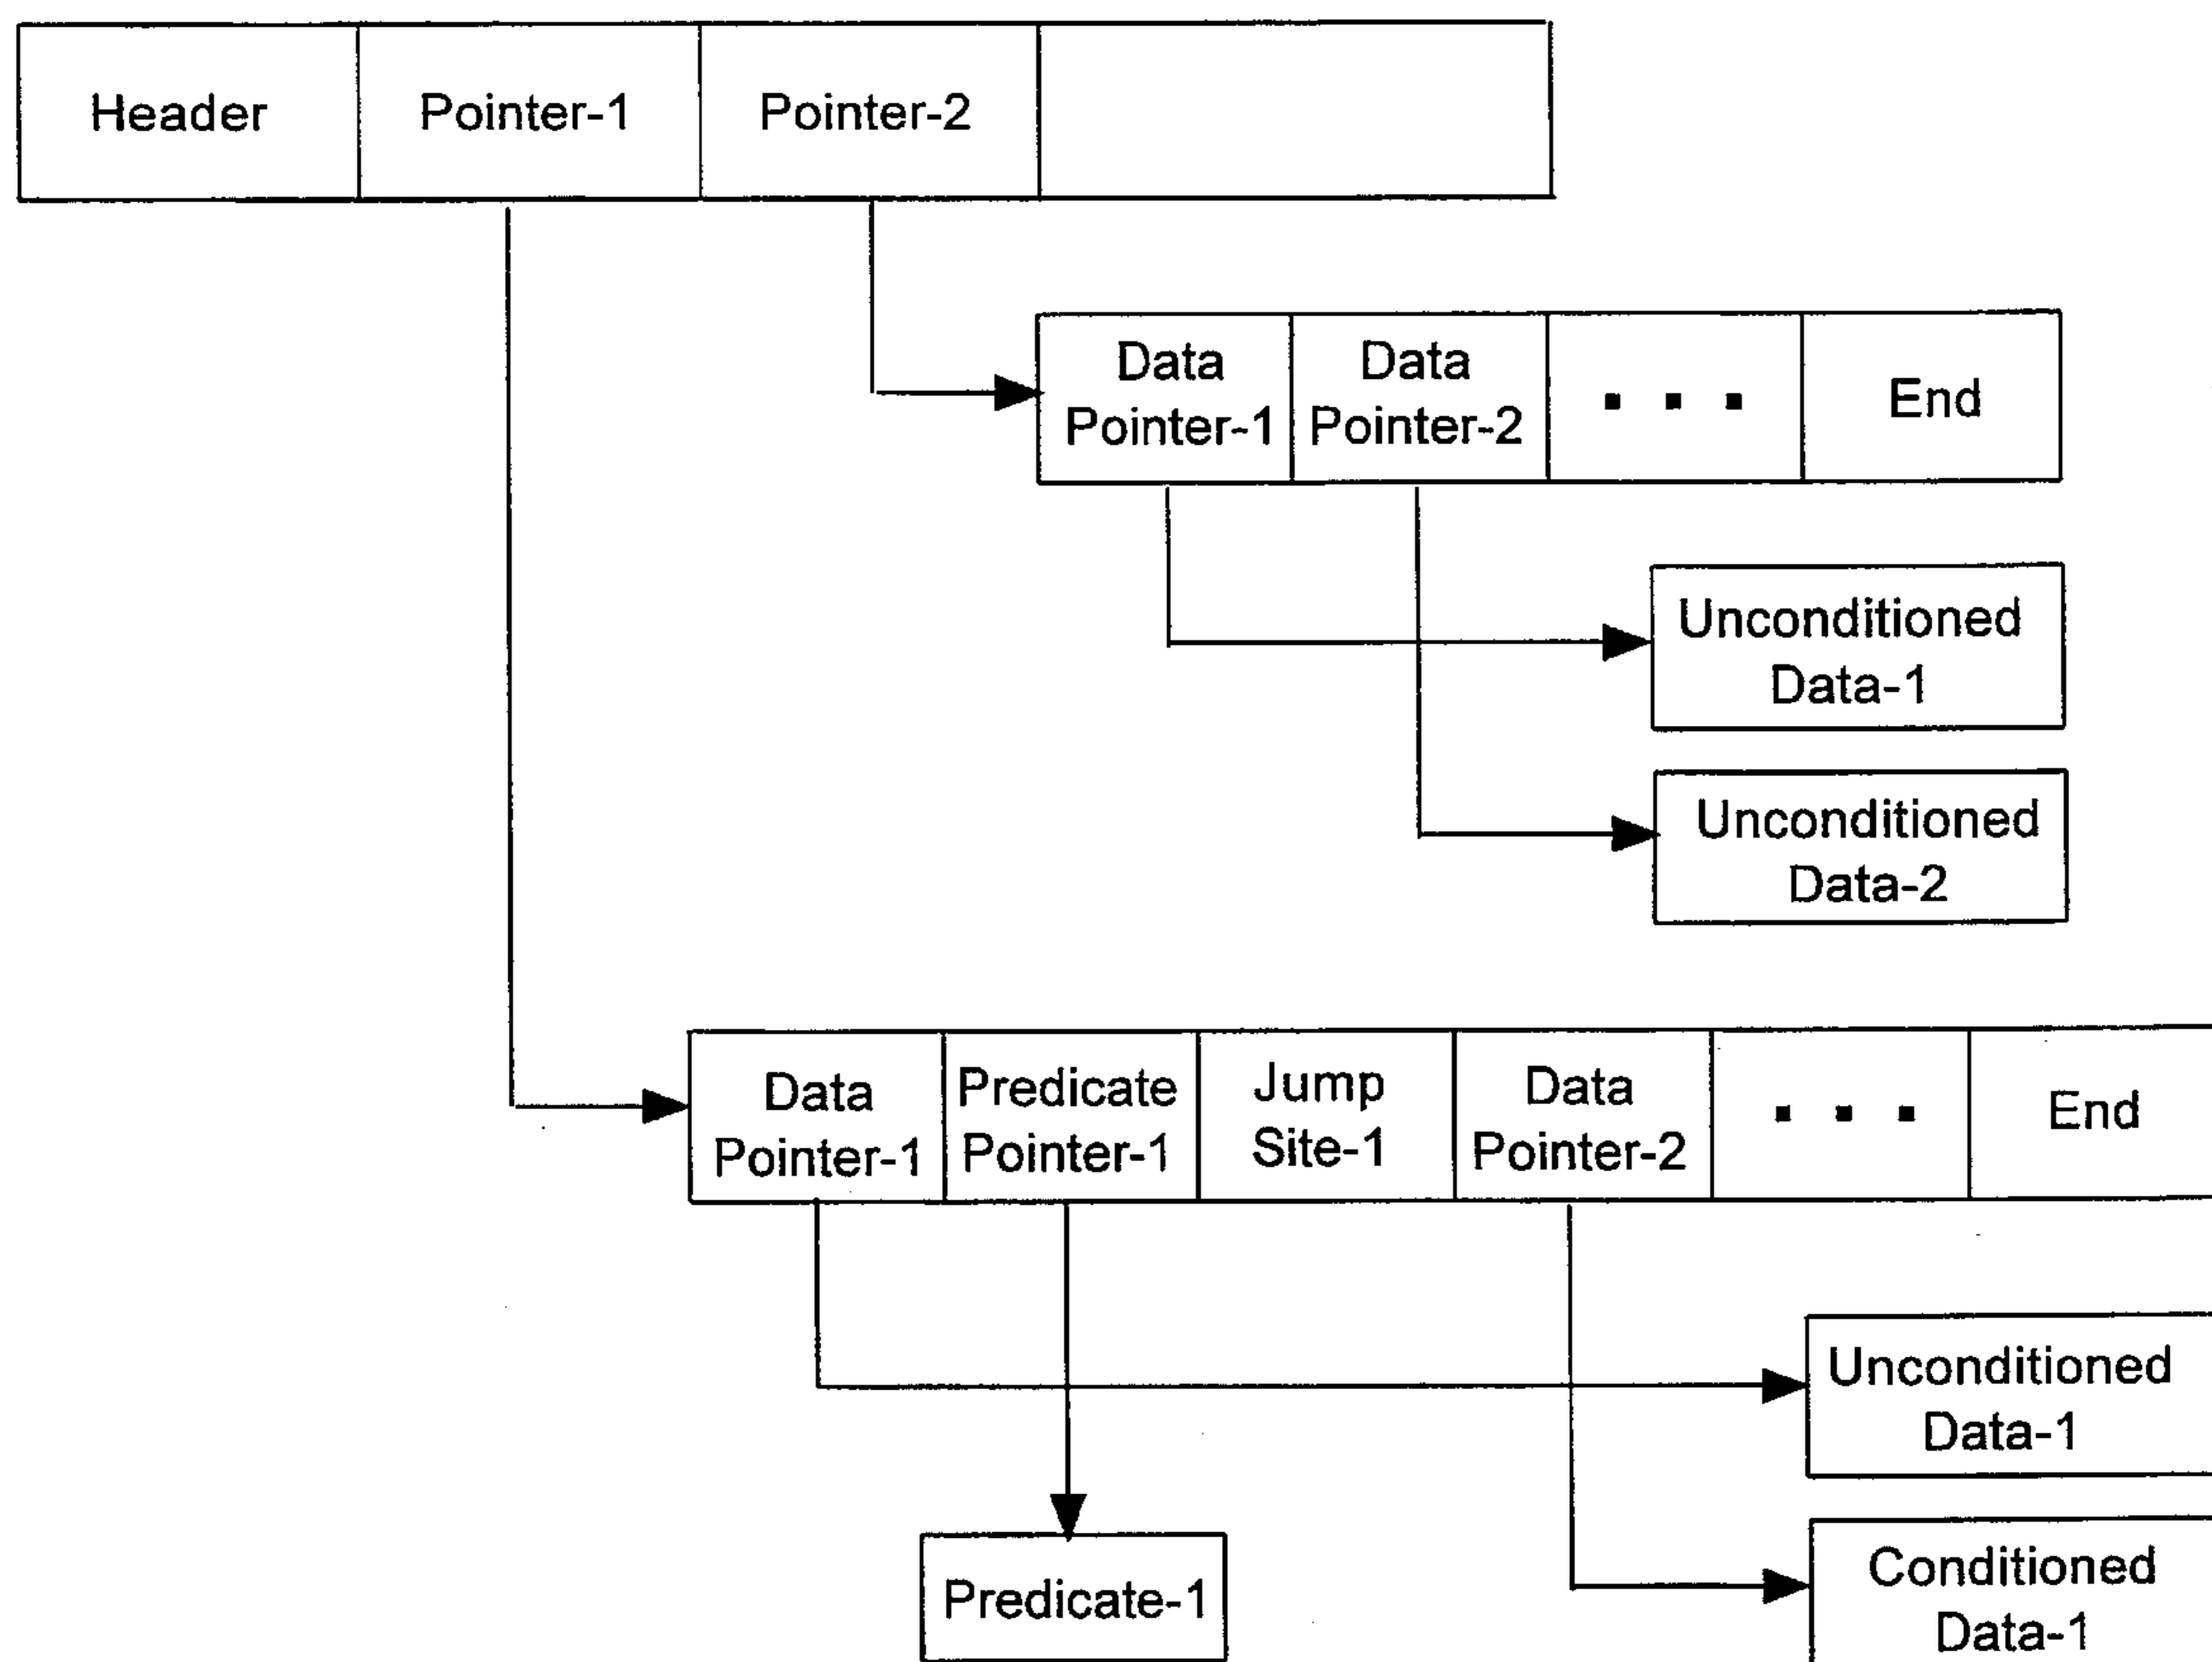 Header
Pointer-1
Pointer-2
Data
Pointer-1
Data
Pointer-2
. . .
End
Unconditioned
Data-1
Unconditioned
Data-2
Data
Pointer-1
Predicate
Pointer-1
Jump
Site-1
Data
Pointer-2
. . .
End
Unconditioned
Data-1
Predicate-1
Conditioned
Data-1